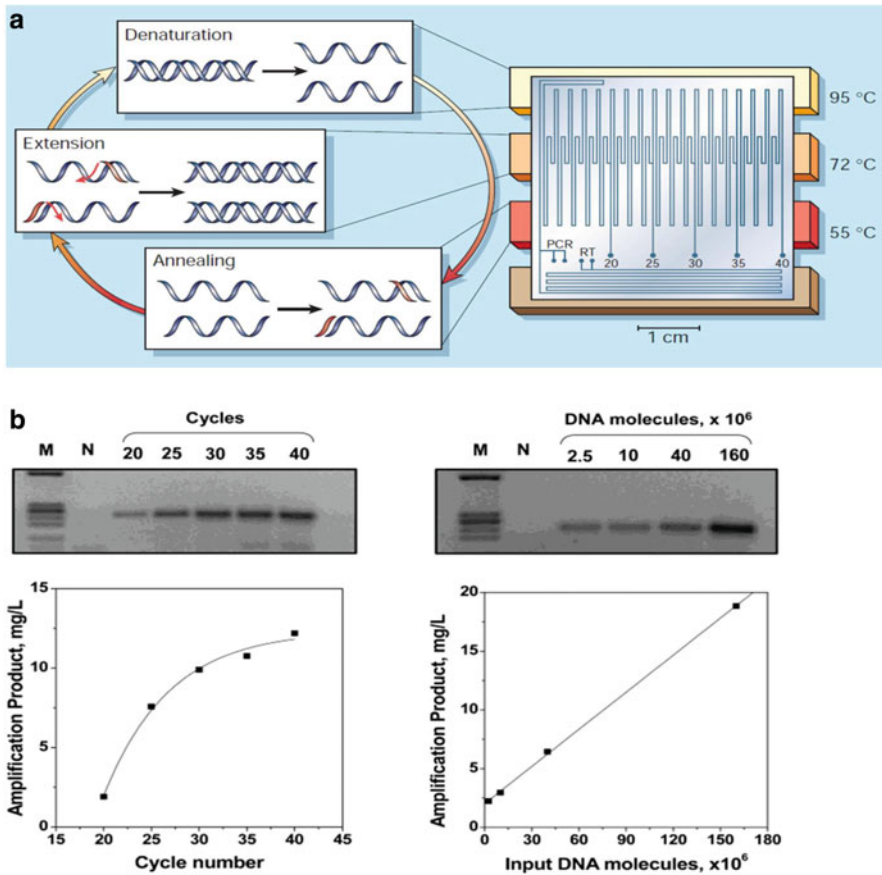 a
Denaturation
Extension
Annealing
95 °C
72 °C
55 °C
PCR
RT
20 25 30 35 40
1 cm
b
Cycles
M N 20 25 30 35 40
15
10
5
0
15 20 25 30 35 40 45
Amplification Product, mg/L
Cycle number
DNA molecules, x 10⁶
M N 2.5 10 40 160
20
15
10
5
0
0 30 60 90 120 150 180
Amplification Product, mg/L
Input DNA molecules, x10⁶